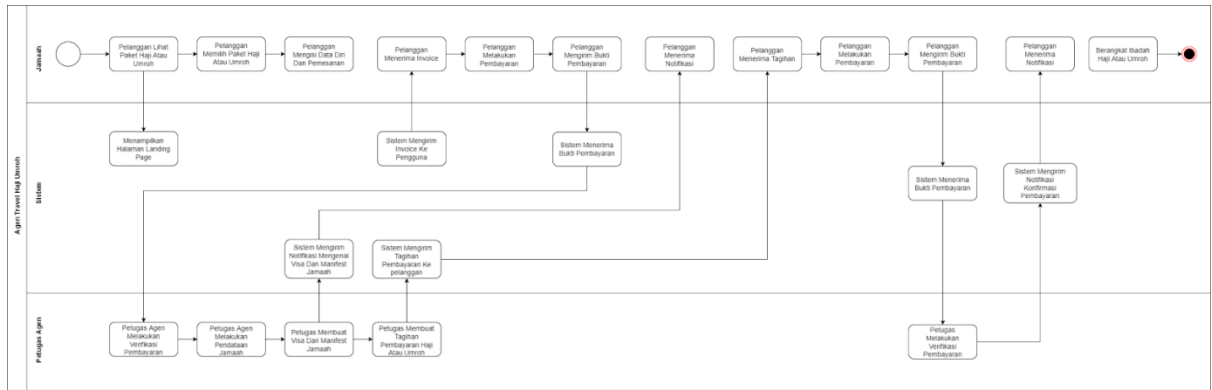 Agen Travel Haji Umroh
Jamaah
Pelanggan Lihat
Paket Haji Atau
Umroh
Pelanggan
Memilih Paket Haji
Atau Umroh
Pelanggan
Mengisi Data Diri
Dan Pemesanan
Pelanggan
Menerima Invoice
Pelanggan
Melakukan
Pembayaran
Pelanggan
Mengirim Bukti
Pembayaran
Pelanggan
Menerima
Notifikasi
Pelanggan
Menerima Tagihan
Pelanggan
Melakukan
Pembayaran
Pelanggan
Mengirim Bukti
Pembayaran
Pelanggan
Menerima
Notifikasi
Berangkat Ibadah
Haji Atau Umroh
Sistem
Menampilkan
Halaman Landing
Page
Sistem Mengirim
Invoice Ke
Pengguna
Sistem Menerima
Bukti Pembayaran
Sistem Menerima
Bukti Pembayaran
Sistem Mengirim
Notifikasi
Konfirmasi
Pembayaran
Sistem Mengirim
Notifikasi Mengenai
Visa Dan Manifest
Jamaah
Sistem Mengirim
Tagihan
Pembayaran Ke
pelanggan
Petugas Agen
Petugas Agen
Melakukan
Verifikasi
Pembayaran
Petugas Agen
Melakukan
Pendataan
Jamaah
Petugas Membuat
Visa Dan Manifest
Jamaah
Petugas Membuat
Tagihan
Pembayaran Haji
Atau Umroh
Petugas
Melakukan
Verifikasi
Pembayaran